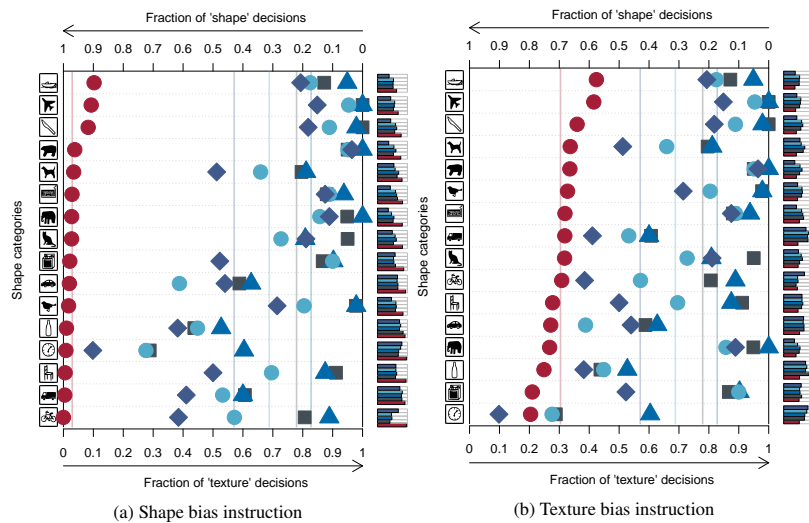 Fraction of 'shape' decisions
1 0.9 0.8 0.7 0.6 0.5 0.4 0.3 0.2 0.1 0
Shape categories
0 0.1 0.2 0.3 0.4 0.5 0.6 0.7 0.8 0.9 1
Fraction of 'texture' decisions
(a) Shape bias instruction
Fraction of 'shape' decisions
1 0.9 0.8 0.7 0.6 0.5 0.4 0.3 0.2 0.1 0
Shape categories
0 0.1 0.2 0.3 0.4 0.5 0.6 0.7 0.8 0.9 1
Fraction of 'texture' decisions
(b) Texture bias instruction